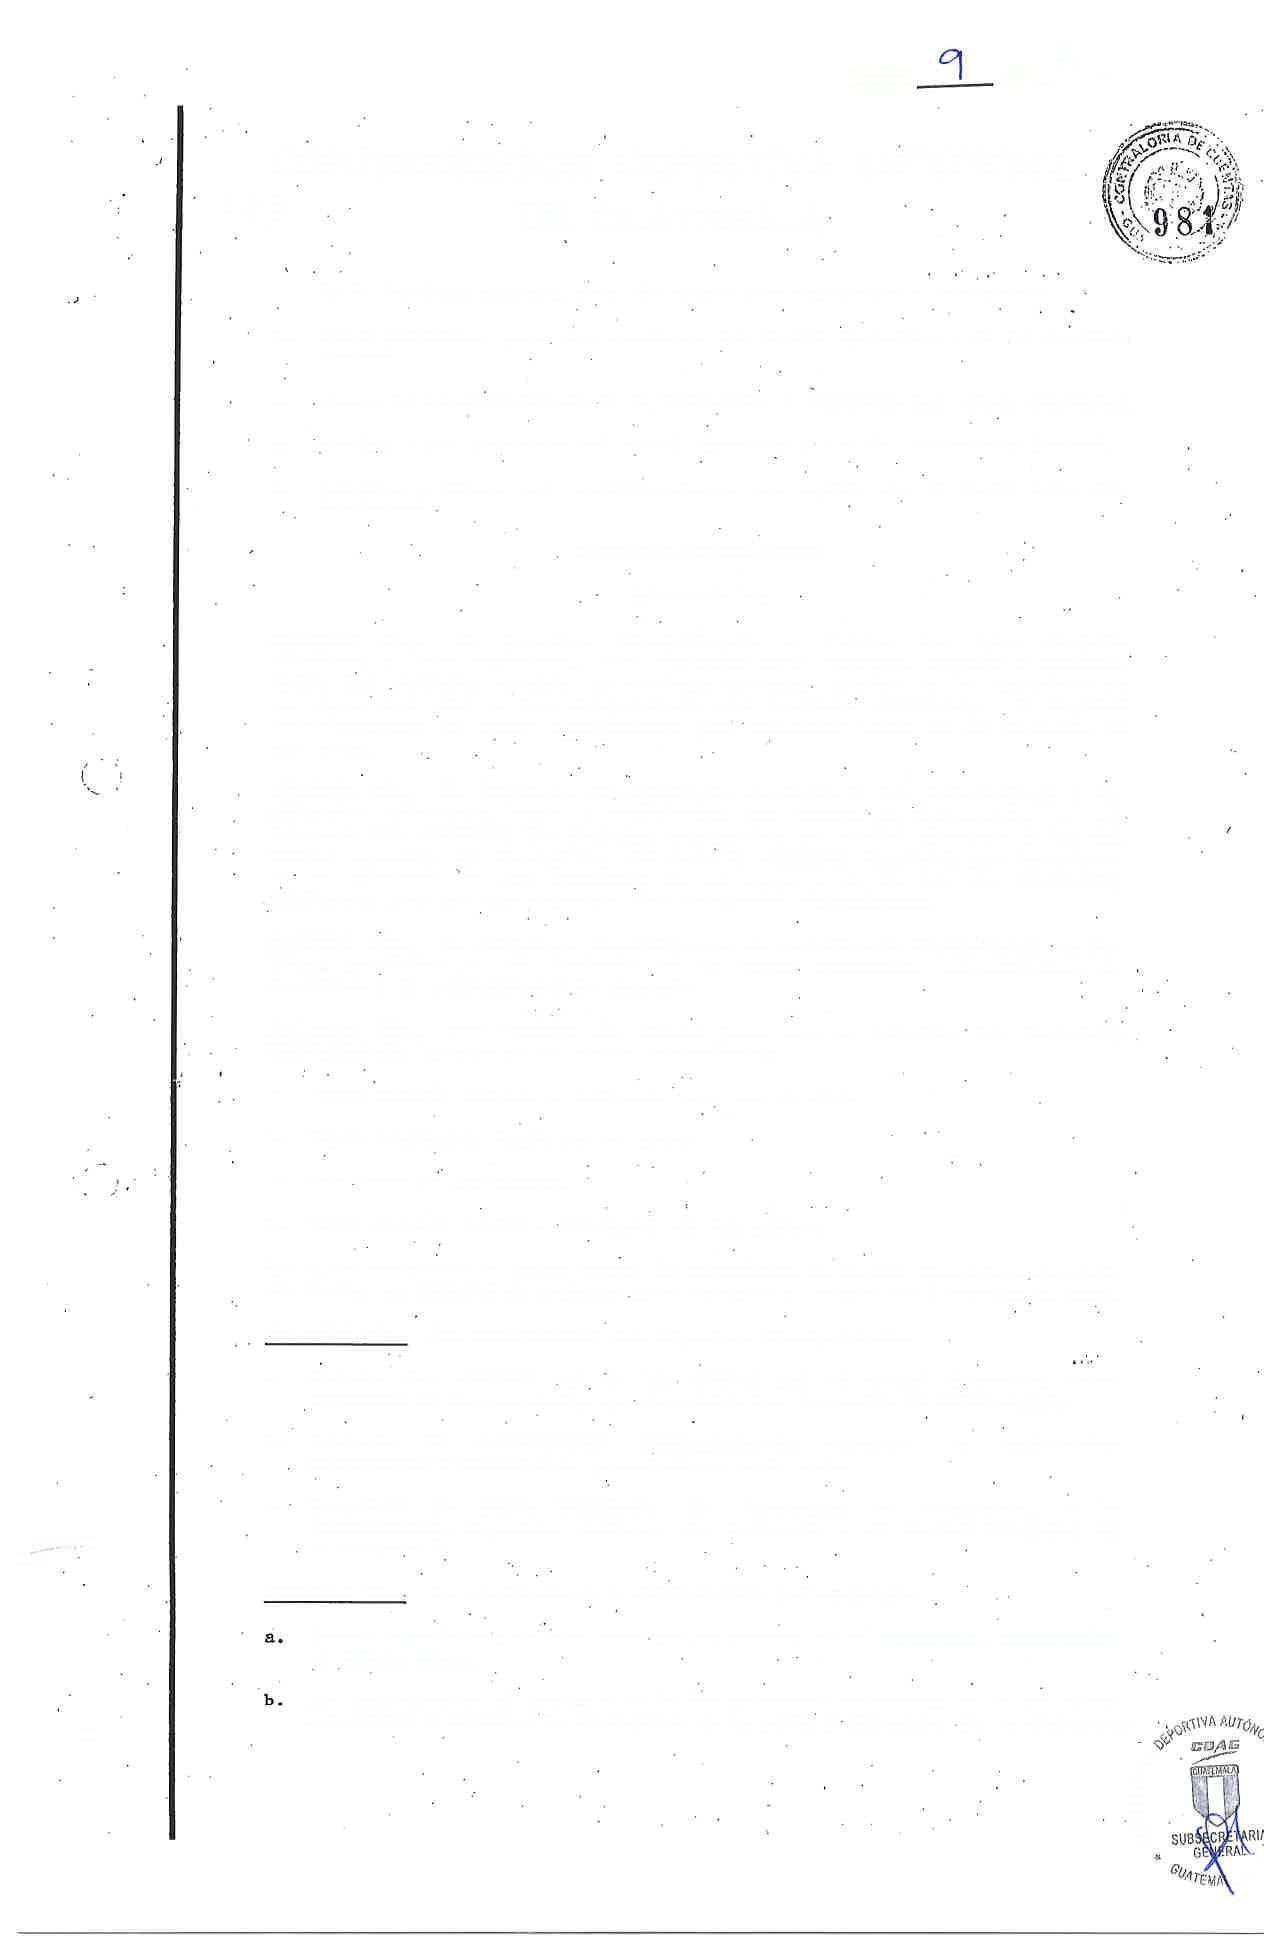 9
CONTRALORIA DE CUENTAS
981
a.
b.
DEPORTIVA AUTÓNO
CDAG
GUATEMALA
SUBSECRETARIA
GENERAL
GUATEMA